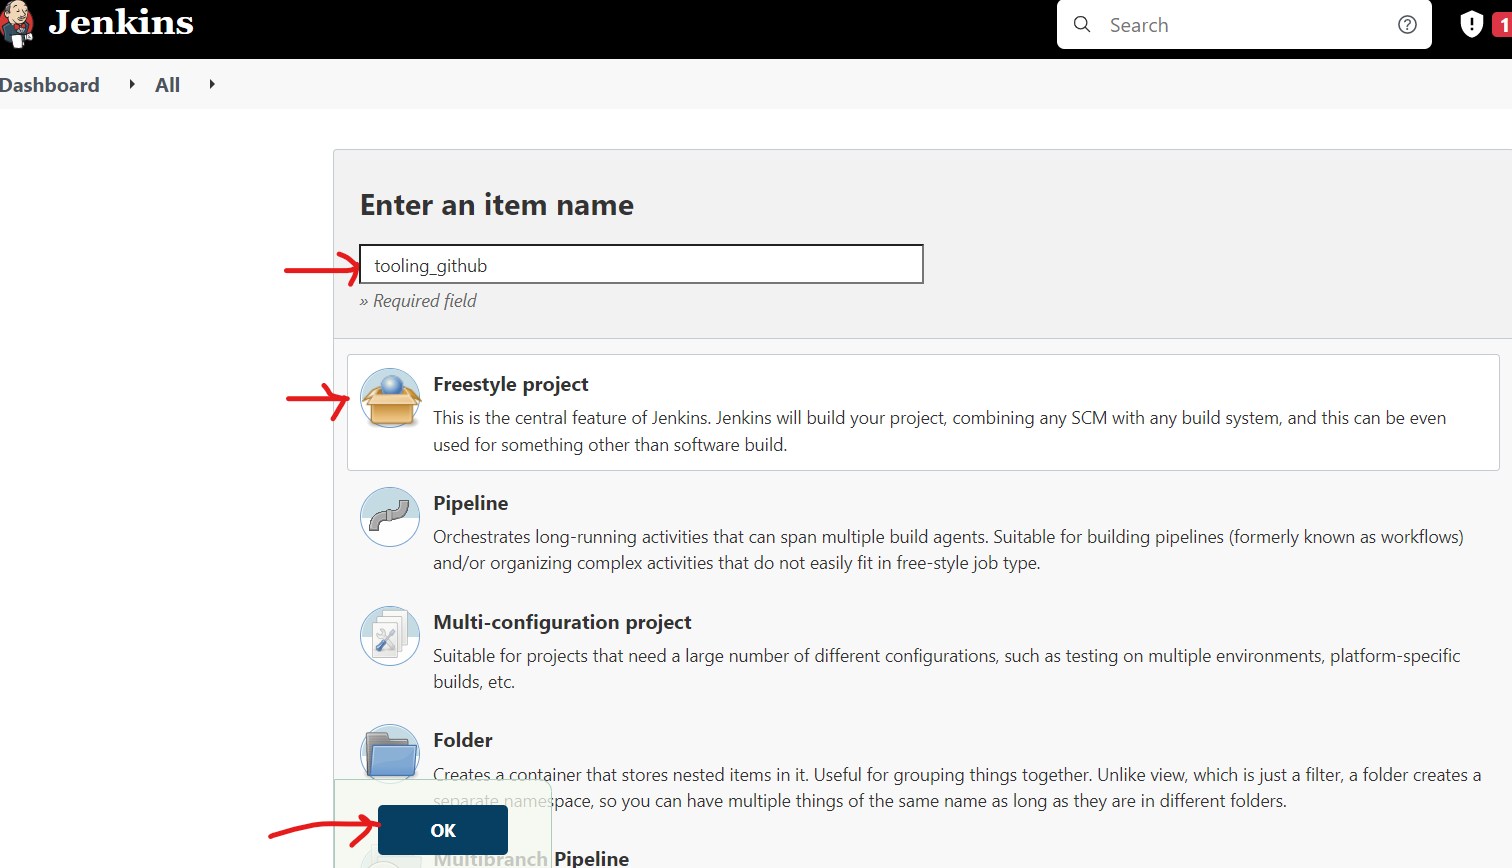 Jenkins
Search
1
Dashboard
All
Enter an item name
tooling_github
» Required field
Freestyle project
This is the central feature of Jenkins. Jenkins will build your project, combining any SCM with any build system, and this can be even
used for something other than software build.
Pipeline
Orchestrates long-running activities that can span multiple build agents. Suitable for building pipelines (formerly known as workflows)
and/or organizing complex activities that do not easily fit in free-style job type.
Multi-configuration project
Suitable for projects that need a large number of different configurations, such as testing on multiple environments, platform-specific
builds, etc.
Folder
Creates a container that stores nested items in it. Useful for grouping things together. Unlike view, which is just a filter, a folder creates a
separate namespace, so you can have multiple things of the same name as long as they are in different folders.
OK
Multibranch Pipeline